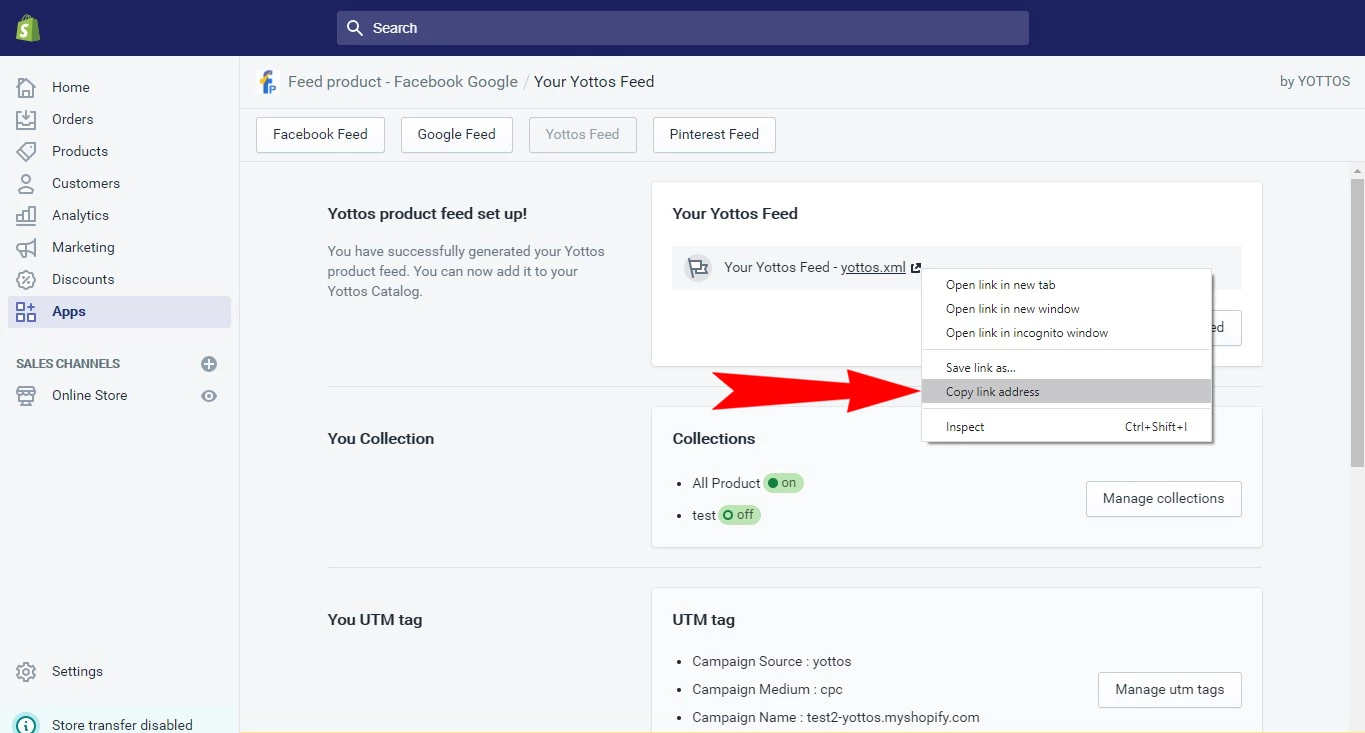 Search
Home
Orders
Products
Customers
Analytics
Marketing
Discounts
Apps
SALES CHANNELS
Online Store
Settings
Store transfer disabled
Feed product - Facebook Google / Your Yottos Feed
by YOTTOS
Facebook Feed
Google Feed
Yottos Feed
Pinterest Feed
Yottos product feed set up!
You have successfully generated your Yottos
product feed. You can now add it to your
Yottos Catalog.
Your Yottos Feed
Your Yottos Feed - yottos.xml
Open link in new tab
Open link in new window
Open link in incognito window
Save link as...
Copy link address
Inspect Ctrl+Shift+I
You Collection
Collections
• All Product on
• test off
Manage collections
You UTM tag
UTM tag
• Campaign Source : yottos
• Campaign Medium : cpc
• Campaign Name : test2-yottos.myshopify.com
Manage utm tags